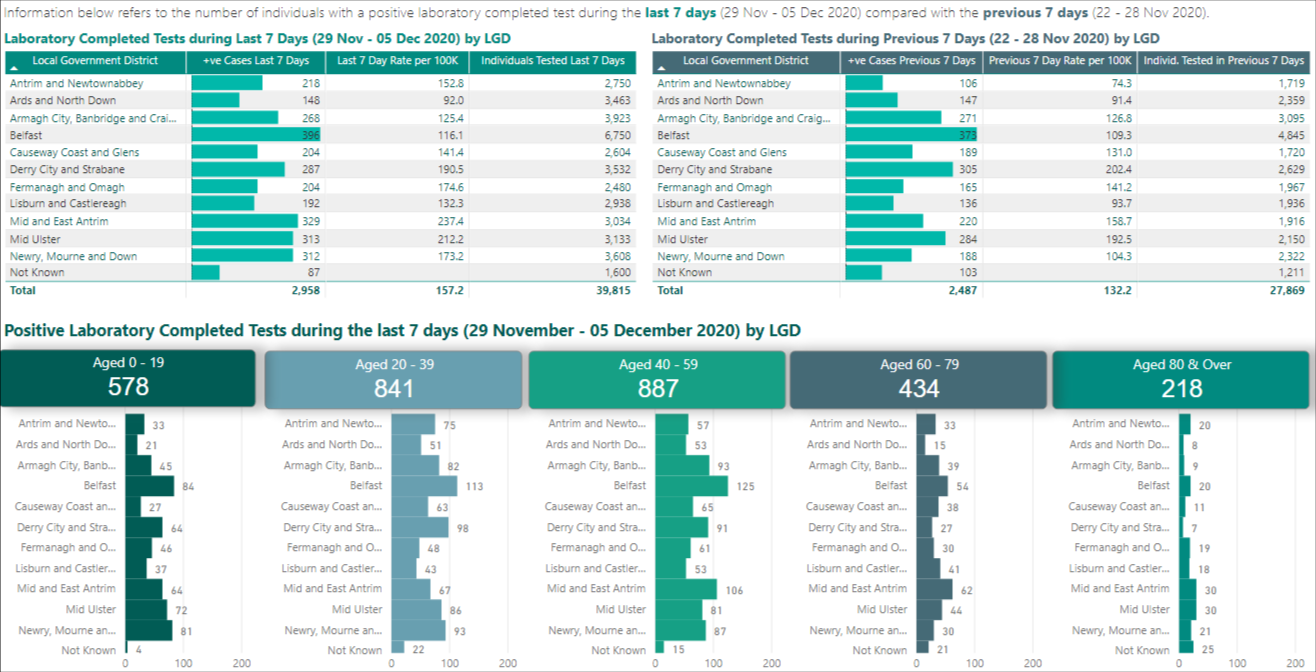 Information below refers to the number of individuals with a positive laboratory completed test during the last 7 days (29 Nov - 05 Dec 2020) compared with the previous 7 days (22 - 28 Nov 2020).
Laboratory Completed Tests during Last 7 Days (29 Nov - 05 Dec 2020) by LGD
Local Government District +ve Cases Last 7 Days Last 7 Day Rate per 100K Individuals Tested Last 7 Days
Antrim and Newtownabbey 218 152.8 2,750
Ards and North Down 148 92.0 3,463
Armagh City, Banbridge and Crai... 268 125.4 3,923
Belfast 396 116.1 6,750
Causeway Coast and Glens 204 141.4 2,604
Derry City and Strabane 287 190.5 3,532
Fermanagh and Omagh 204 174.6 2,480
Lisburn and Castlereagh 192 132.3 2,938
Mid and East Antrim 329 237.4 3,034
Mid Ulster 313 212.2 3,133
Newry, Mourne and Down 312 173.2 3,608
Not Known 87 1,600
Total 2,958 157.2 39,815
Laboratory Completed Tests during Previous 7 Days (22 - 28 Nov 2020) by LGD
Local Government District +ve Cases Previous 7 Days Previous 7 Day Rate per 100K Individ. Tested in Previous 7 Days
Antrim and Newtownabbey 106 74.3 1,719
Ards and North Down 147 91.4 2,359
Armagh City, Banbridge and Craig... 271 126.8 3,095
Belfast 373 109.3 4,845
Causeway Coast and Glens 189 131.0 1,720
Derry City and Strabane 305 202.4 2,629
Fermanagh and Omagh 165 141.2 1,967
Lisburn and Castlereagh 136 93.7 1,936
Mid and East Antrim 220 158.7 1,916
Mid Ulster 284 192.5 2,150
Newry, Mourne and Down 188 104.3 2,322
Not Known 103 1,211
Total 2,487 132.2 27,869
Positive Laboratory Completed Tests during the last 7 days (29 November - 05 December 2020) by LGD
Aged 0 - 19
578
Antrim and Newto... 33
Ards and North Do... 21
Armagh City, Banb... 45
Belfast 84
Causeway Coast an... 27
Derry City and Stra... 64
Fermanagh and O... 46
Lisburn and Castler... 37
Mid and East Antrim 64
Mid Ulster 72
Newry, Mourne an... 81
Not Known 4
0 100 200
Aged 20 - 39
841
Antrim and Newto... 75
Ards and North Do... 51
Armagh City, Banb... 82
Belfast 113
Causeway Coast an... 63
Derry City and Stra... 98
Fermanagh and O... 48
Lisburn and Castler... 43
Mid and East Antrim 67
Mid Ulster 86
Newry, Mourne an... 93
Not Known 22
0 100 200
Aged 40 - 59
887
Antrim and Newto... 57
Ards and North Do... 53
Armagh City, Banb... 93
Belfast 125
Causeway Coast an... 65
Derry City and Stra... 91
Fermanagh and O... 61
Lisburn and Castler... 53
Mid and East Antrim 106
Mid Ulster 81
Newry, Mourne an... 87
Not Known 15
0 100 200
Aged 60 - 79
434
Antrim and Newto... 33
Ards and North Do... 15
Armagh City, Banb... 39
Belfast 54
Causeway Coast an... 38
Derry City and Stra... 27
Fermanagh and O... 30
Lisburn and Castler... 41
Mid and East Antrim 62
Mid Ulster 44
Newry, Mourne an... 30
Not Known 21
0 100 200
Aged 80 & Over
218
Antrim and Newto... 20
Ards and North Do... 8
Armagh City, Banb... 9
Belfast 20
Causeway Coast an... 11
Derry City and Stra... 7
Fermanagh and O... 19
Lisburn and Castler... 18
Mid and East Antrim 30
Mid Ulster 30
Newry, Mourne an... 21
Not Known 25
0 100 200